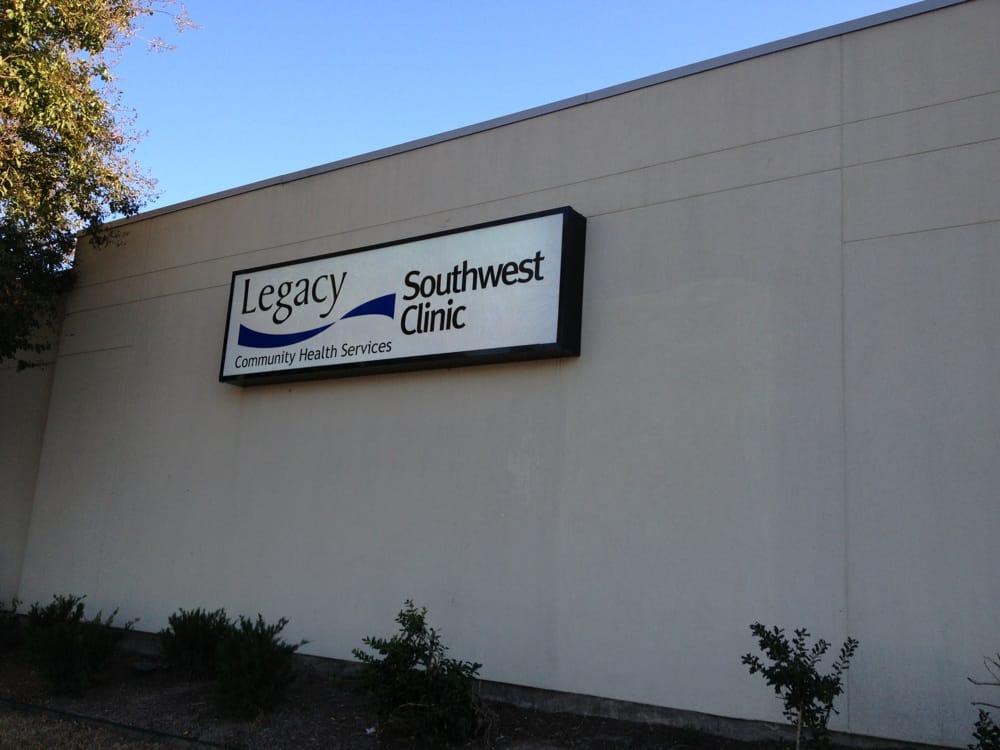 Legacy
Community Health Services
Southwest
Clinic